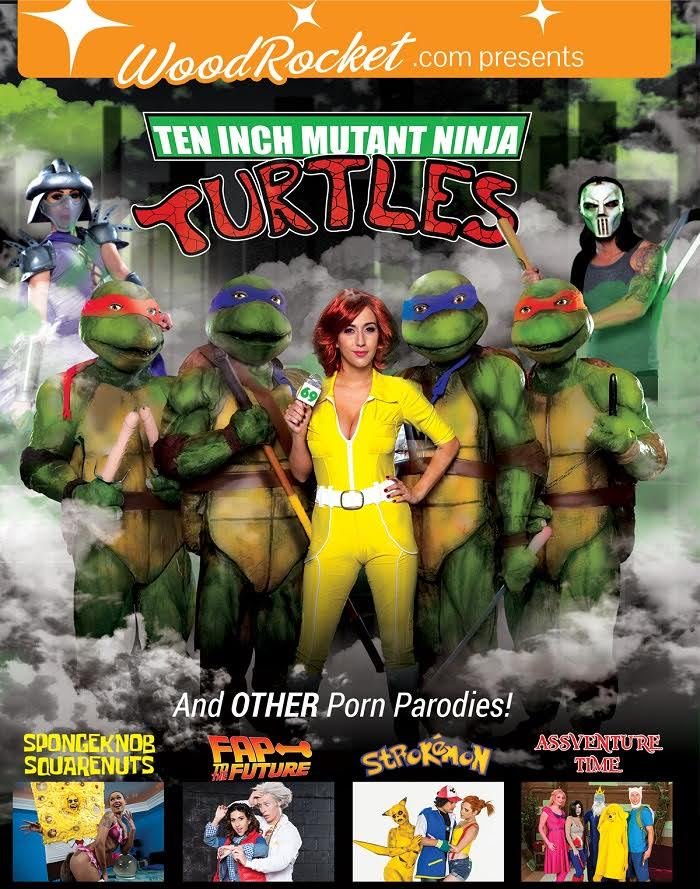 WoodRocket.com presents
TEN INCH MUTANT NINJA
TURTLES
69
And OTHER Porn Parodies!
SPONGEKNOB
SQUARENUTS
FAP
TO THE FUTURE
STROKÉMON
ASSVENTURE
TIME